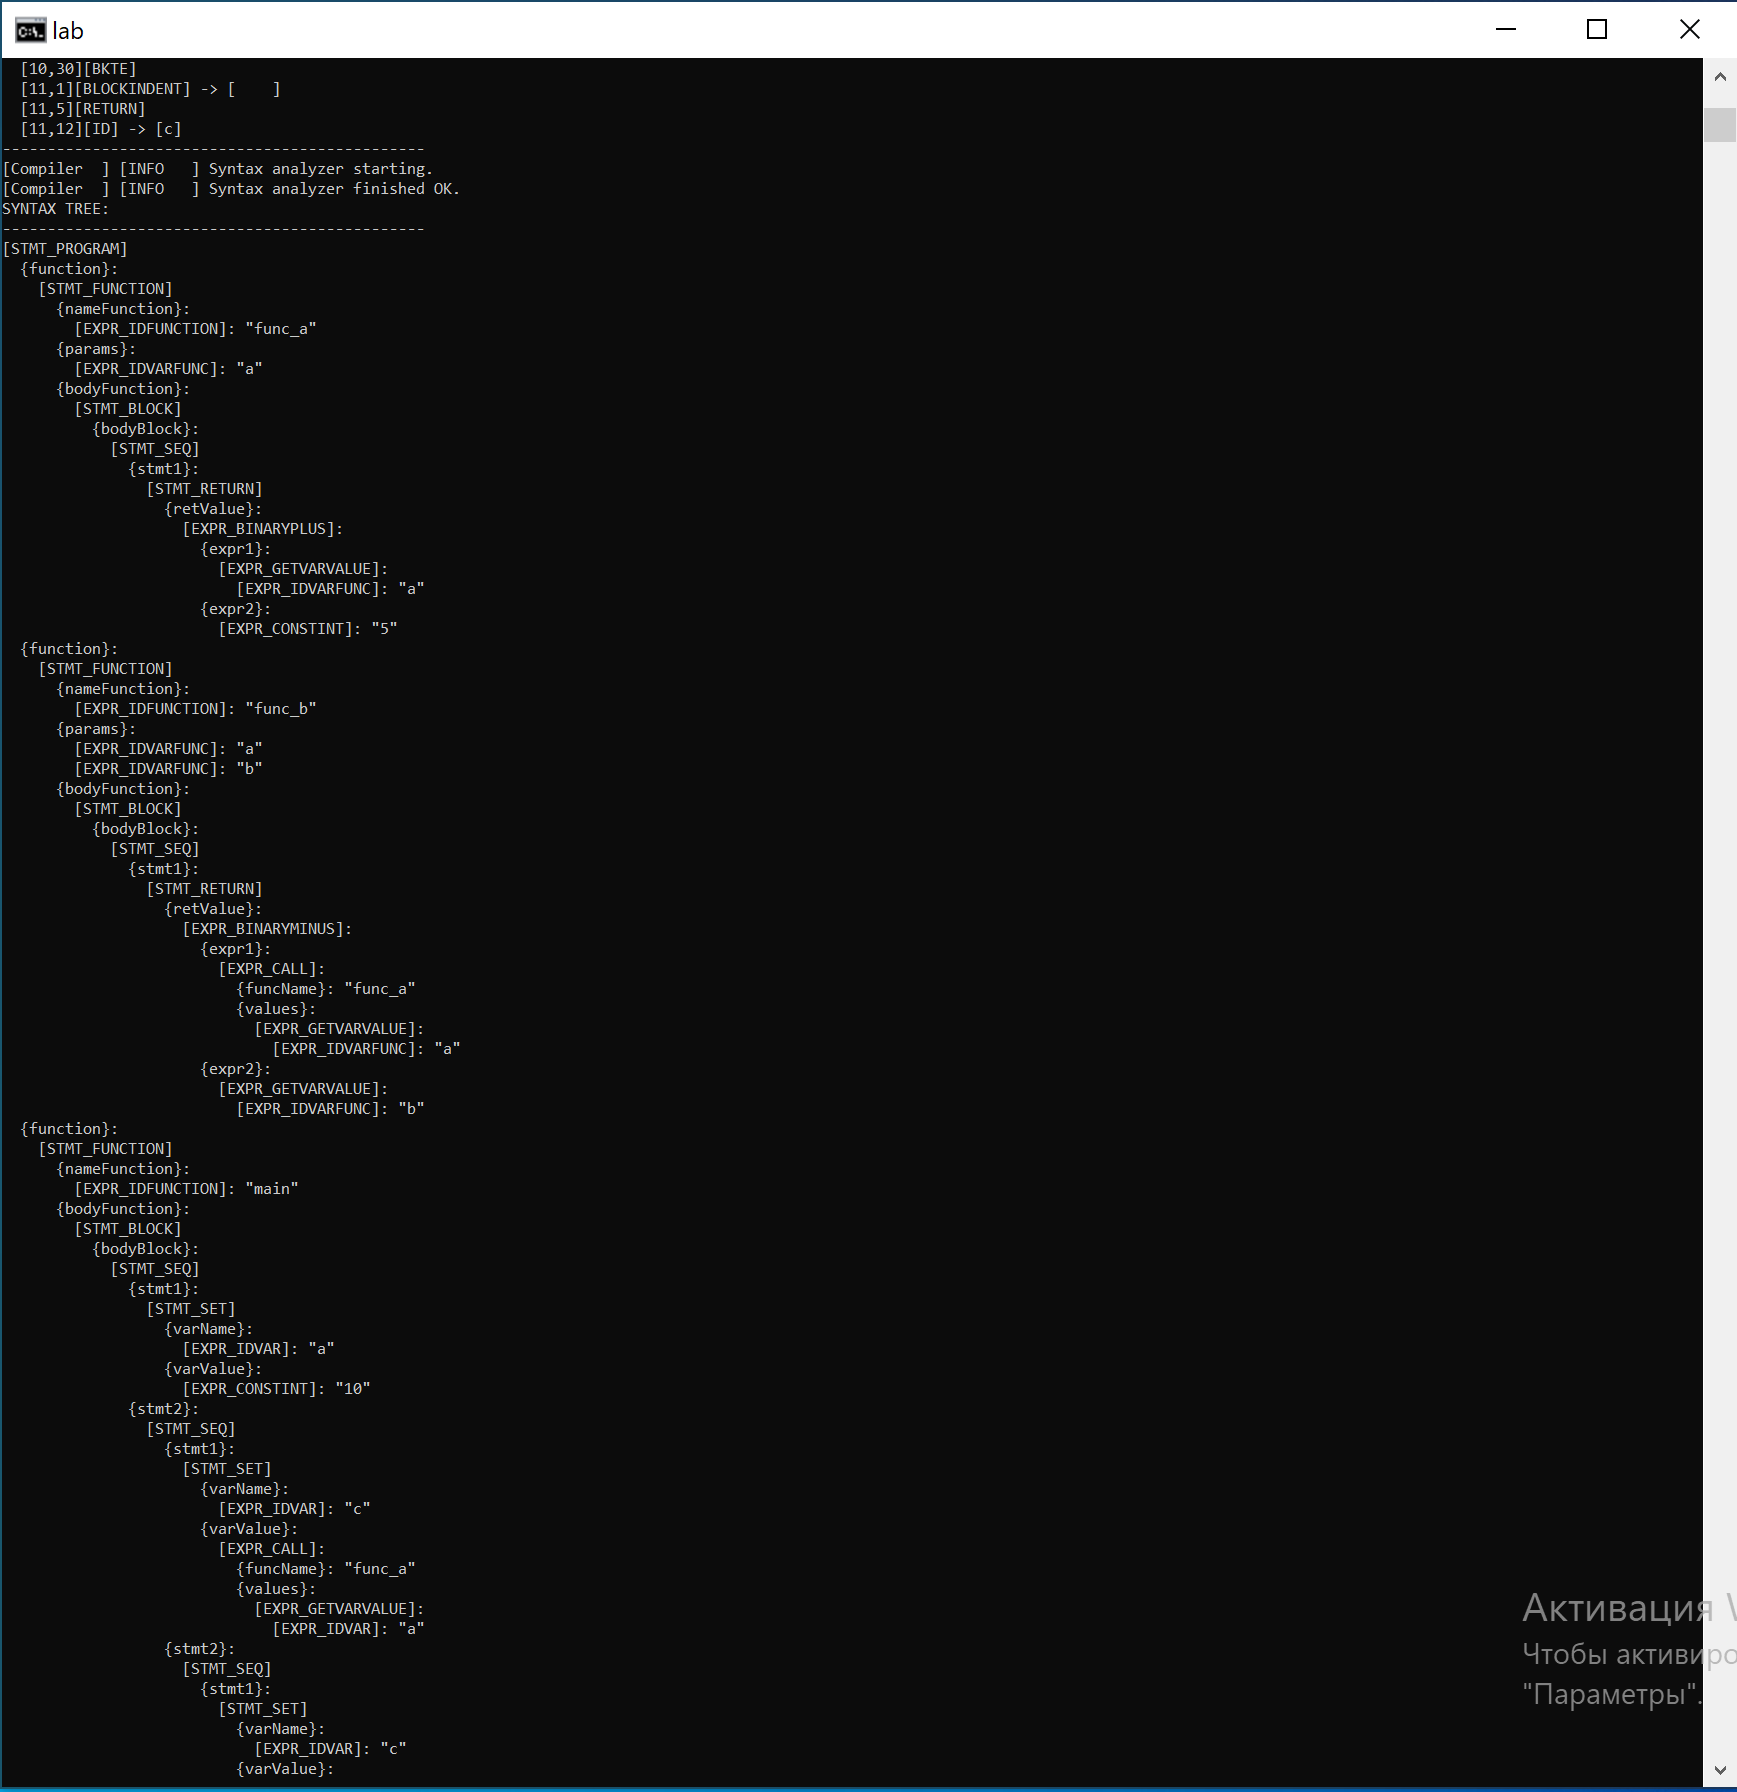 lab
[10,30][BKTE]
[11,1][BLOCKINDENT] -> [    ]
[11,5][RETURN]
[11,12][ID] -> [c]
-----------------------------------------------
[Compiler  ] [INFO   ] Syntax analyzer starting.
[Compiler  ] [INFO   ] Syntax analyzer finished OK.
SYNTAX TREE:
-----------------------------------------------
[STMT_PROGRAM]
  {function}:
    [STMT_FUNCTION]
      {nameFunction}:
        [EXPR_IDFUNCTION]: "func_a"
      {params}:
        [EXPR_IDVARFUNC]: "a"
      {bodyFunction}:
        [STMT_BLOCK]
          {bodyBlock}:
            [STMT_SEQ]
              {stmt1}:
                [STMT_RETURN]
                  {retValue}:
                    [EXPR_BINARYPLUS]:
                      {expr1}:
                        [EXPR_GETVARVALUE]:
                          [EXPR_IDVARFUNC]: "a"
                      {expr2}:
                        [EXPR_CONSTINT]: "5"
  {function}:
    [STMT_FUNCTION]
      {nameFunction}:
        [EXPR_IDFUNCTION]: "func_b"
      {params}:
        [EXPR_IDVARFUNC]: "a"
        [EXPR_IDVARFUNC]: "b"
      {bodyFunction}:
        [STMT_BLOCK]
          {bodyBlock}:
            [STMT_SEQ]
              {stmt1}:
                [STMT_RETURN]
                  {retValue}:
                    [EXPR_BINARYMINUS]:
                      {expr1}:
                        [EXPR_CALL]:
                          {funcName}: "func_a"
                          {values}:
                            [EXPR_GETVARVALUE]:
                              [EXPR_IDVARFUNC]: "a"
                      {expr2}:
                        [EXPR_GETVARVALUE]:
                          [EXPR_IDVARFUNC]: "b"
  {function}:
    [STMT_FUNCTION]
      {nameFunction}:
        [EXPR_IDFUNCTION]: "main"
      {bodyFunction}:
        [STMT_BLOCK]
          {bodyBlock}:
            [STMT_SEQ]
              {stmt1}:
                [STMT_SET]
                  {varName}:
                    [EXPR_IDVAR]: "a"
                  {varValue}:
                    [EXPR_CONSTINT]: "10"
              {stmt2}:
                [STMT_SEQ]
                  {stmt1}:
                    [STMT_SET]
                      {varName}:
                        [EXPR_IDVAR]: "c"
                      {varValue}:
                        [EXPR_CALL]:
                          {funcName}: "func_a"
                          {values}:
                            [EXPR_GETVARVALUE]:
                              [EXPR_IDVAR]: "a"
                  {stmt2}:
                    [STMT_SEQ]
                      {stmt1}:
                        [STMT_SET]
                          {varName}:
                            [EXPR_IDVAR]: "c"
                          {varValue}:
Активация
Чтобы активиро
"Параметры".